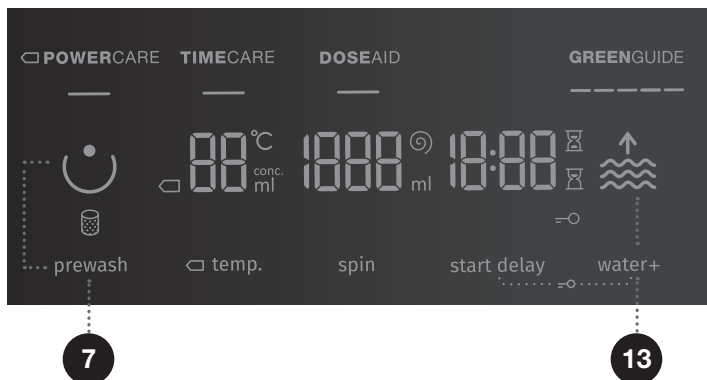 POWERCARE TIMECARE DOSEAID GREENGUIDE
88 °C conc. ml 1888 ml 18:88
prewash temp. spin start delay water+
7 13